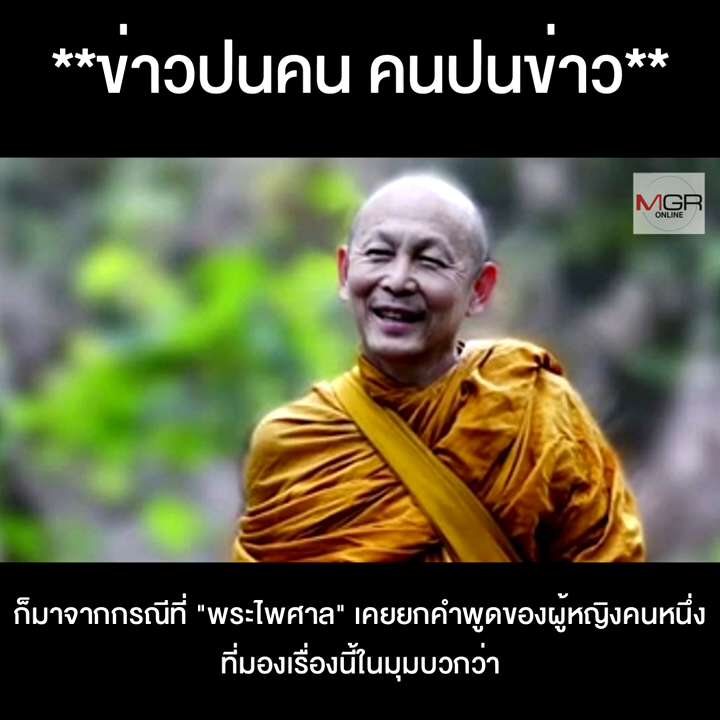 **ข่าวปนคน คนปนข่าว**
MGR
ONLINE
ก็มาจากกรณีที่ "พระไพศาล" เคยยกคำพูดของผู้หญิงคนหนึ่ง
ที่มองเรื่องนี้ในมุมบวกว่า